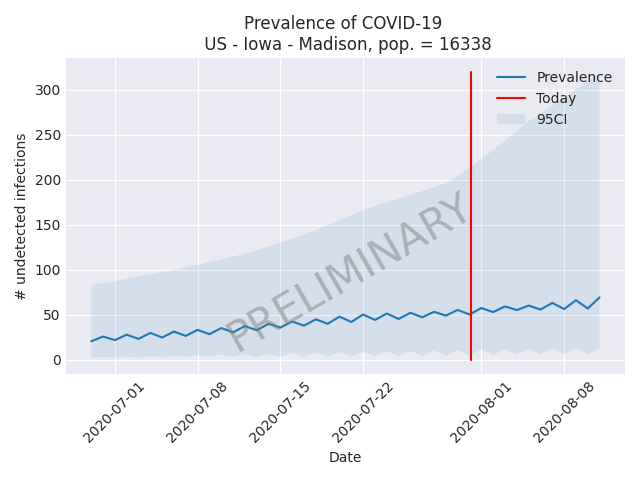 Prevalence of COVID-19
US - Iowa - Madison, pop. = 16338
Prevalence
Today
95CI
300
250
200
150
100
50
0
# undetected infections
PRELIMINARY
2020-07-01
2020-07-08
2020-07-15
2020-07-22
2020-08-01
2020-08-08
Date